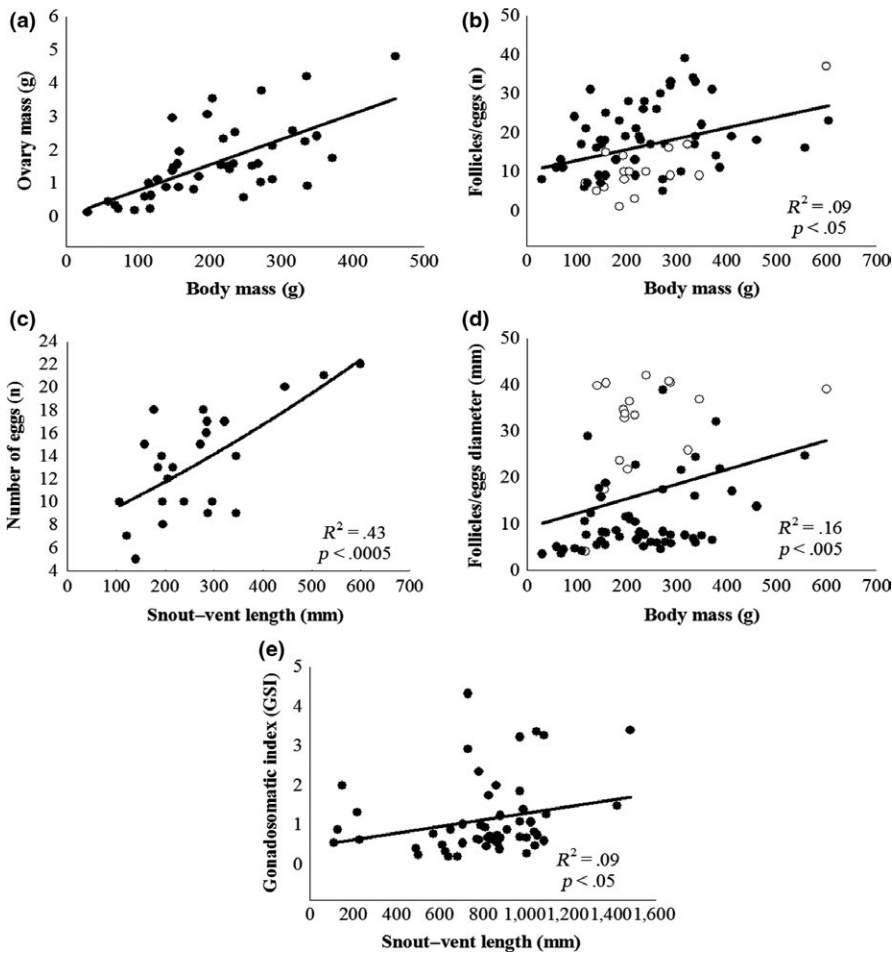 (a)
Ovary mass (g)
6
5
4
3
2
1
0
0 100 200 300 400 500
Body mass (g)
(b)
Follicles/eggs (n)
50
40
30
20
10
0
R² = .09
p < .05
0 100 200 300 400 500 600 700
Body mass (g)
(c)
Number of eggs (n)
24
22
20
18
16
14
12
10
8
6
4
R² = .43
p < .0005
0 100 200 300 400 500 600 700
Snout–vent length (mm)
(d)
Follicles/eggs diameter (mm)
50
40
30
20
10
0
R² = .16
p < .005
0 100 200 300 400 500 600 700
Body mass (g)
(e)
Gonadosomatic index (GSI)
5
4
3
2
1
0
R² = .09
p < .05
0 200 400 600 800 1,000 1,200 1,400 1,600
Snout–vent length (mm)